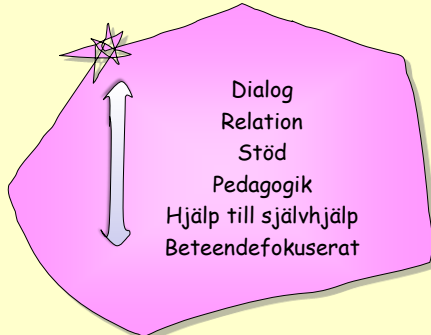 Dialog
Relation
Stöd
Pedagogik
Hjälp till självhjälp
Beteendefokuserat